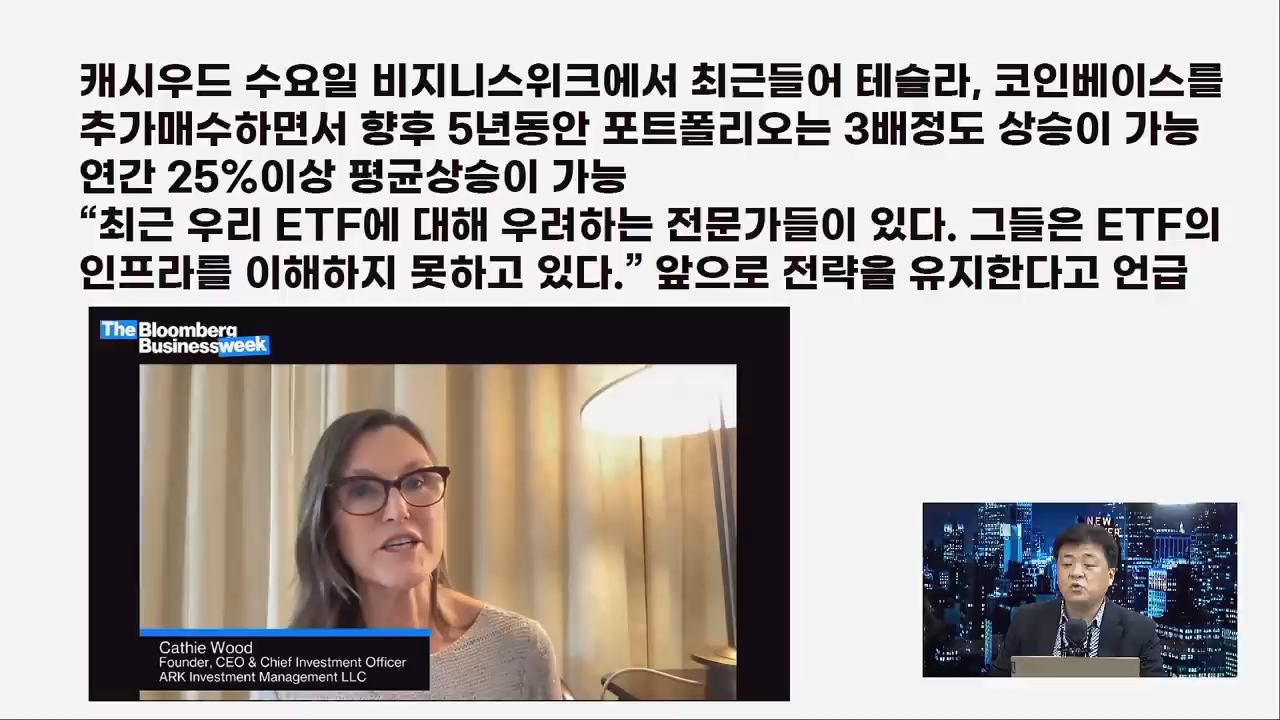 캐시우드 수요일 비지니스위크에서 최근들어 테슬라, 코인베이스를
추가매수하면서 향후 5년동안 포트폴리오는 3배정도 상승이 가능
연간 25%이상 평균상승이 가능
“최근 우리 ETF에 대해 우려하는 전문가들이 있다. 그들은 ETF의
인프라를 이해하지 못하고 있다.” 앞으로 전략을 유지한다고 언급
The Bloomberg
Businessweek
Cathie Wood
Founder, CEO & Chief Investment Officer
ARK Investment Management LLC
NEW